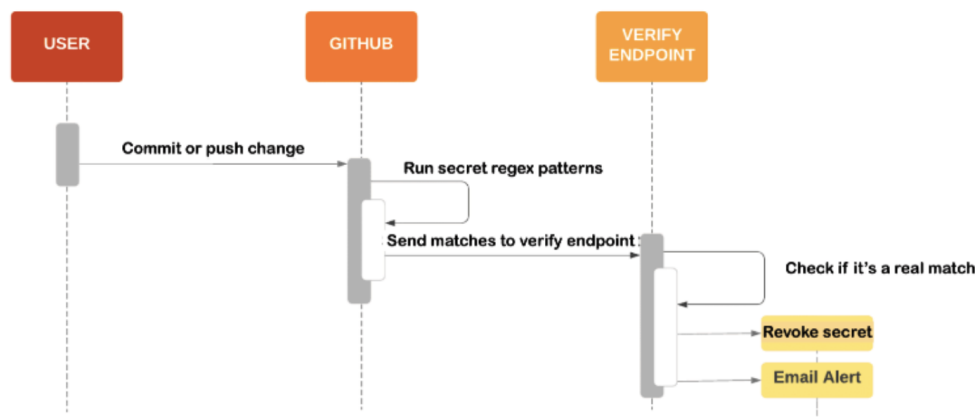 USER
GITHUB
VERIFY
ENDPOINT
Commit or push change
Run secret regex patterns
Send matches to verify endpoint
Check if it's a real match
Revoke secret
Email Alert